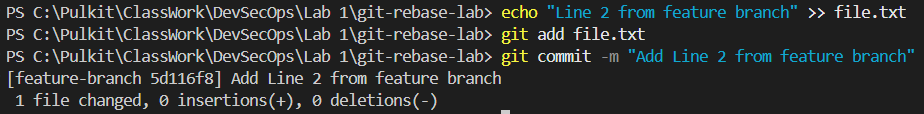 PS C:\Pulkit\ClassWork\DevSecOps\Lab 1\git-rebase-lab> echo "Line 2 from feature branch" >> file.txt
PS C:\Pulkit\ClassWork\DevSecOps\Lab 1\git-rebase-lab> git add file.txt
PS C:\Pulkit\ClassWork\DevSecOps\Lab 1\git-rebase-lab> git commit -m "Add Line 2 from feature branch"
[feature-branch 5d116f8] Add Line 2 from feature branch
 1 file changed, 0 insertions(+), 0 deletions(-)